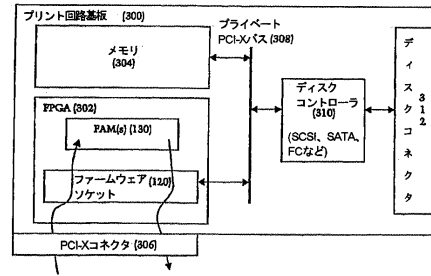 プリント回路基板 (300)
メモリ
(304)
プライベート
PCI-Xバス (308)
FPGA (302)
FAM(s) (130)
ファームウェア (120)
ソケット
ディスク
コントローラ
(310)
(SCSI、SATA、
FCなど)
ディスクコネクタ 312
PCI-Xコネクタ (306)